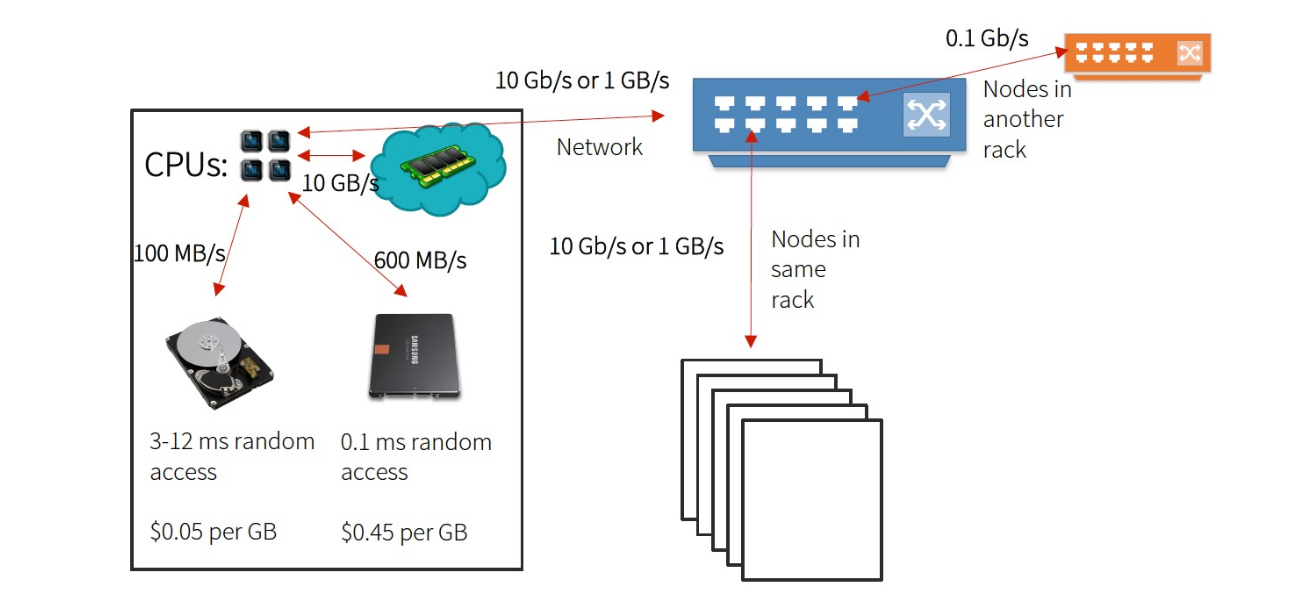 0.1 Gb/s
10 Gb/s or 1 GB/s
Nodes in
another
rack
Network
CPUs:
10 GB/s
100 MB/s
600 MB/s
10 Gb/s or 1 GB/s
Nodes in
same
rack
SAMSUNG
3-12 ms random
access
$0.05 per GB
0.1 ms random
access
$0.45 per GB